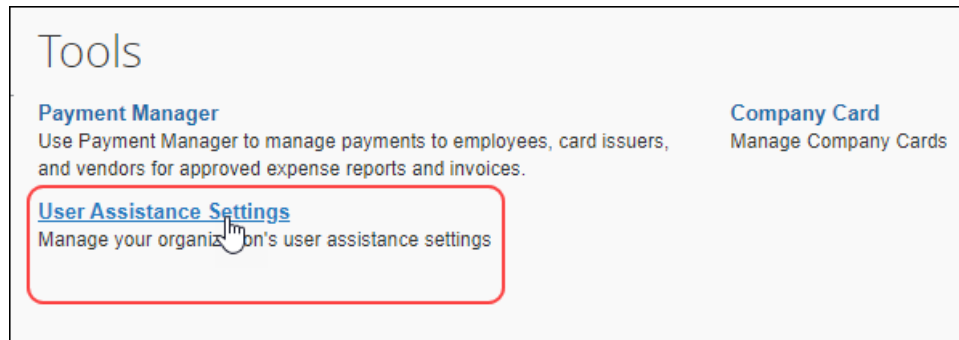 Tools
Payment Manager
Use Payment Manager to manage payments to employees, card issuers,
and vendors for approved expense reports and invoices.
Company Card
Manage Company Cards
User Assistance Settings
Manage your organization's user assistance settings